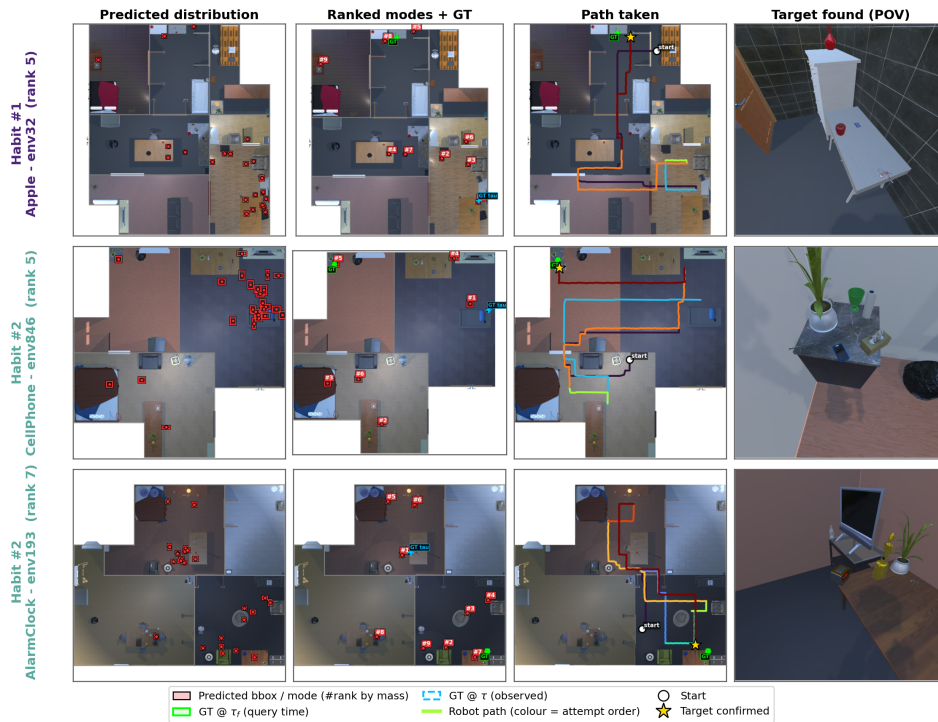 Predicted distribution
Ranked modes + GT
Path taken
Target found (POV)
Habit #1
Apple - env32 (rank 5)
#8
#5
GT
#9
#6
#4
#7
#2
#3
GT tau
GT
start
Habit #2
CellPhone - env846 (rank 5)
#5
GT
#4
#1
GT tau
#3
#6
#2
GT
start
Habit #2
AlarmClock - env193 (rank 7)
#5
#6
GT tau
#4
#3
#8
#9
#2
#7
GT
start
GT
Predicted bbox / mode (#rank by mass)
GT @ τ (observed)
Start
GT @ τf (query time)
Robot path (colour = attempt order)
Target confirmed